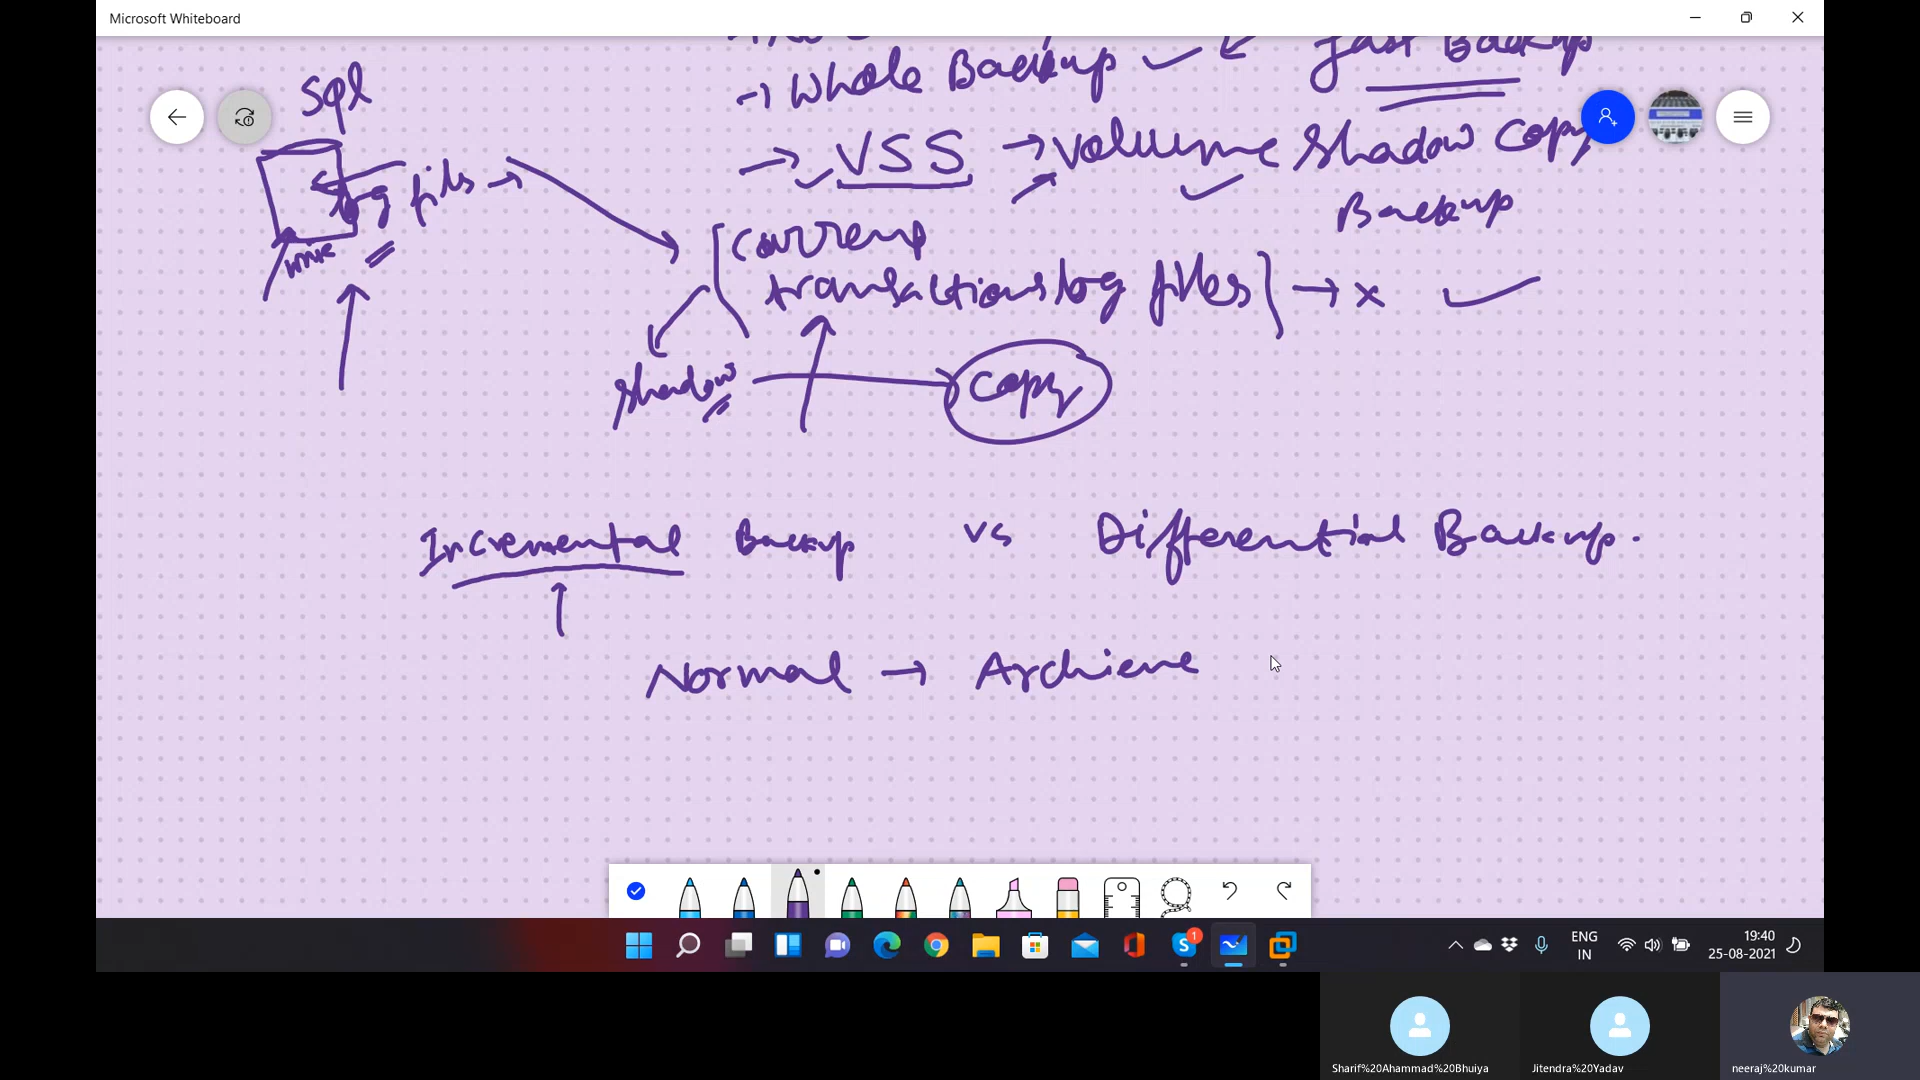 Microsoft Whiteboard
fast Backup
→ Whole Backup
Sql
→ VSS → Volume Shadow Copy
Backup
log files →
[Current
transactions log files] → x
Shadow
Copy
Incremental Backup vs Differential Backup.
Normal → Archieve
1
ENG
IN
19:40
25-08-2021
Sharif%20Ahammad%20Bhuiya
Jitendra%20Yadav
neeraj%20kumar